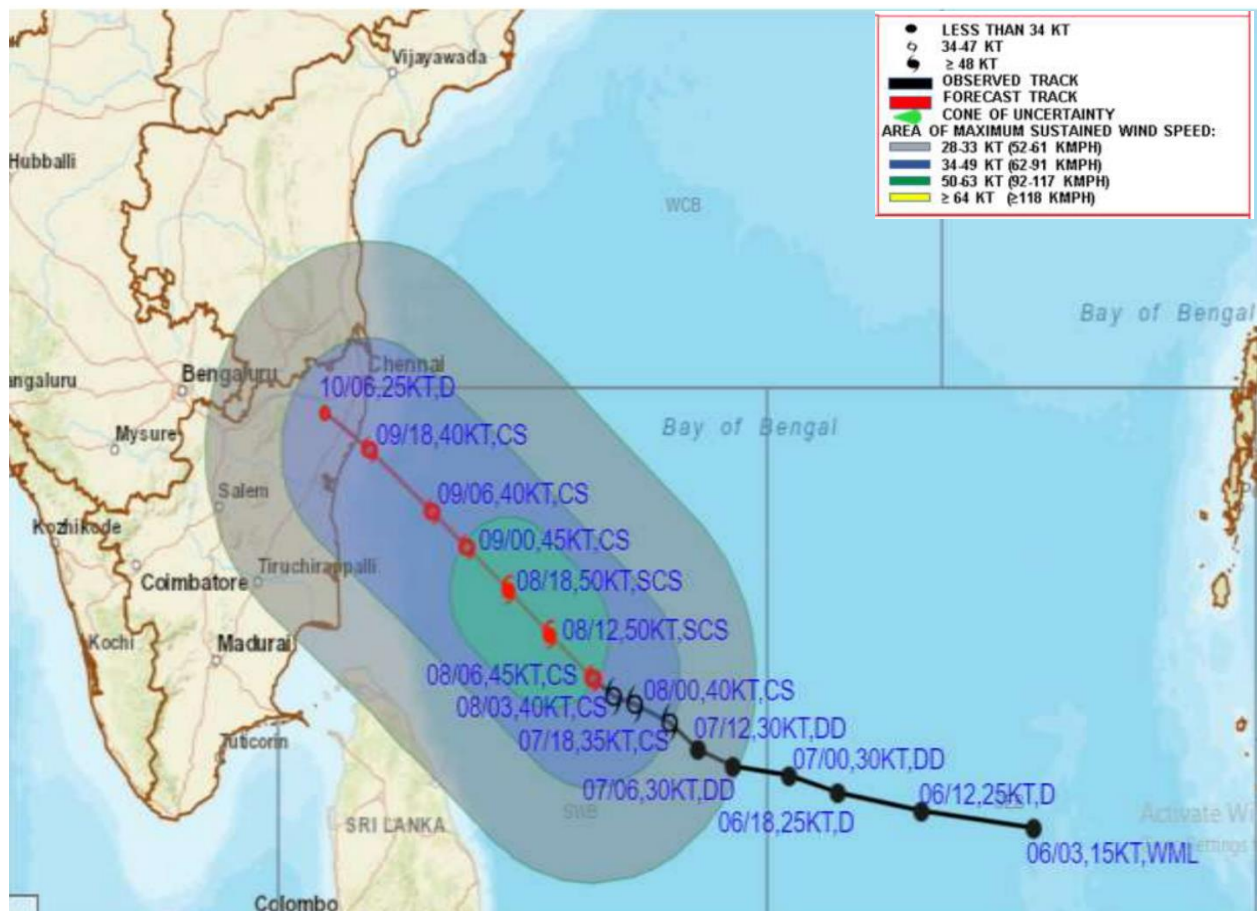 LESS THAN 34 KT
34-47 KT
≥ 48 KT
OBSERVED TRACK
FORECAST TRACK
CONE OF UNCERTAINTY
AREA OF MAXIMUM SUSTAINED WIND SPEED:
28-33 KT (52-61 KMPH)
34-49 KT (62-91 KMPH)
50-63 KT (92-117 KMPH)
≥ 64 KT (≥118 KMPH)
Vijayawada
Hubballi
WCB
Bay of Bengal
Chennai
Bengaluru
angaluru
10/06,25KT,D
Bay of Bengal
Mysuru
09/18,40KT,CS
Salem
09/06,40KT,CS
Kozhikode
09/00,45KT,CS
Tiruchirappalli
Coimbatore
08/18,50KT,SCS
08/12,50KT,SCS
Kochi
Madurai
08/06,45KT,CS
08/00,40KT,CS
08/03,40KT,CS
07/18,35KT,CS
07/12,30KT,DD
Tuticorin
07/00,30KT,DD
07/06,30KT,DD
06/12,25KT,D
SWB
06/18,25KT,D
SRI LANKA
Activate Wi
06/03,15KT,WML
ettings
Colombo